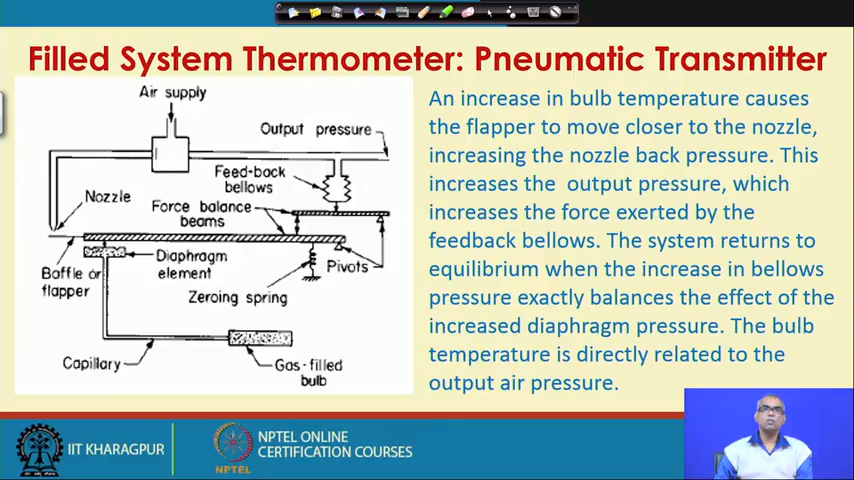 Filled System Thermometer: Pneumatic Transmitter
Air supply
Output pressure
Feed-back
bellows
Nozzle
Force balance
beams
Baffle or
flapper
Diaphragm
element
Zeroing spring
Pivots
Capillary
Gas-filled
bulb
An increase in bulb temperature causes
the flapper to move closer to the nozzle,
increasing the nozzle back pressure. This
increases the output pressure, which
increases the force exerted by the
feedback bellows. The system returns to
equilibrium when the increase in bellows
pressure exactly balances the effect of the
increased diaphragm pressure. The bulb
temperature is directly related to the
output air pressure.
IIT KHARAGPUR
NPTEL
NPTEL ONLINE
CERTIFICATION COURSES